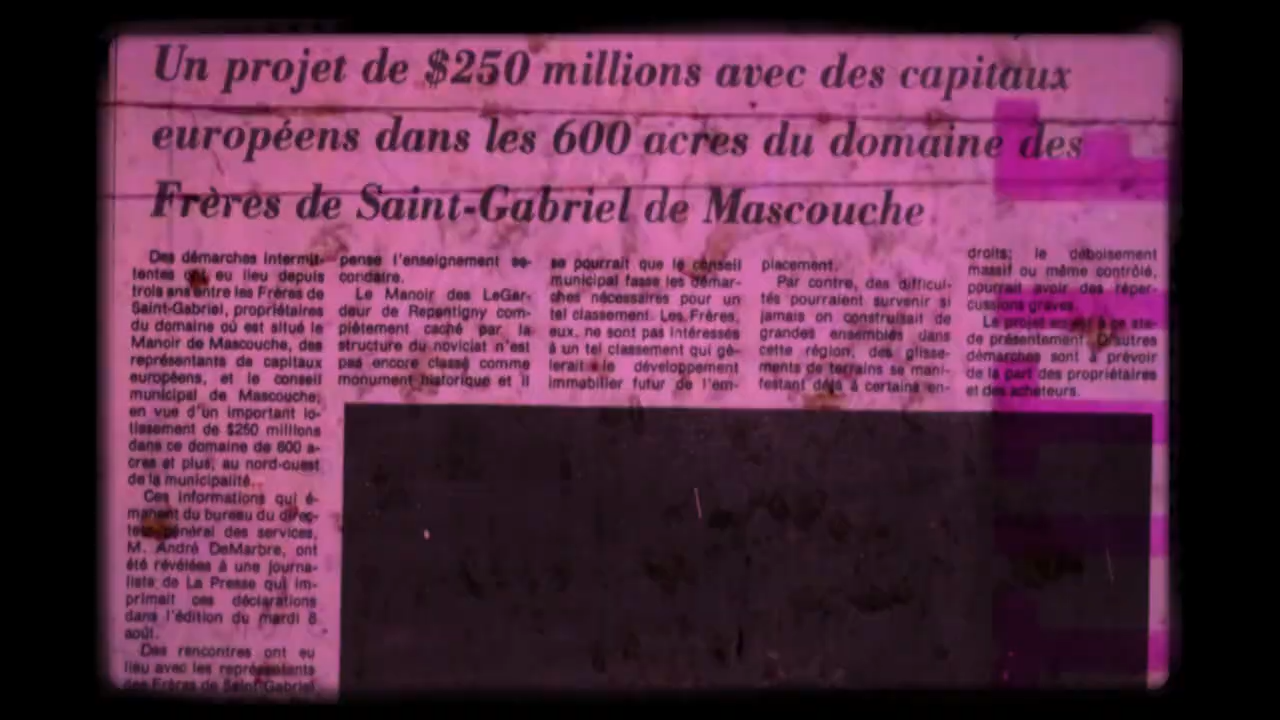 Un projet de $250 millions avec des capitaux
européens dans les 600 acres du domaine des
Frères de Saint-Gabriel de Mascouche
Des démarches intermit-
tentes ont eu lieu depuis
trois ans entre les Frères de
Saint-Gabriel, propriétaires
du domaine où est situé le
Manoir de Mascouche, des
représentants de capitaux
européens, et le conseil
municipal de Mascouche;
en vue d'un important lo-
tissement de $250 millions
dans ce domaine de 600 a-
cres et plus, au nord-ouest
de la municipalité.
Ces informations qui é-
manent du bureau du direc-
teur général des services,
M. André DeMarbre, ont
été révélées à une journa-
liste de La Presse qui im-
primait ces déclarations
dans l'édition du mardi 8
août.
Des rencontres ont eu
lieu avec les représentants
des Frères de Saint-Gabriel
pense l'enseignement se-
condaire.
Le Manoir des LeGar-
deur de Repentigny com-
plètement caché par la
structure du noviciat n'est
pas encore classé comme
monument historique et il
se pourrait que le conseil
municipal fasse les démar-
ches nécessaires pour un
tel classement. Les Frères,
eux, ne sont pas intéressés
à un tel classement qui gê-
lerait le développement
immobilier futur de l'em-
placement.
Par contre, des difficul-
tés pourraient survenir si
jamais on construisait de
grandes ensembles dans
cette région, des glisse-
ments de terrains se mani-
festant déjà à certains en-
droits; le déboisement
massif ou même contrôlé,
pourrait avoir des réper-
cussions graves.
Le projet est à ce sta-
de présentement. D'autres
démarches sont à prévoir
de la part des propriétaires
et des acheteurs.